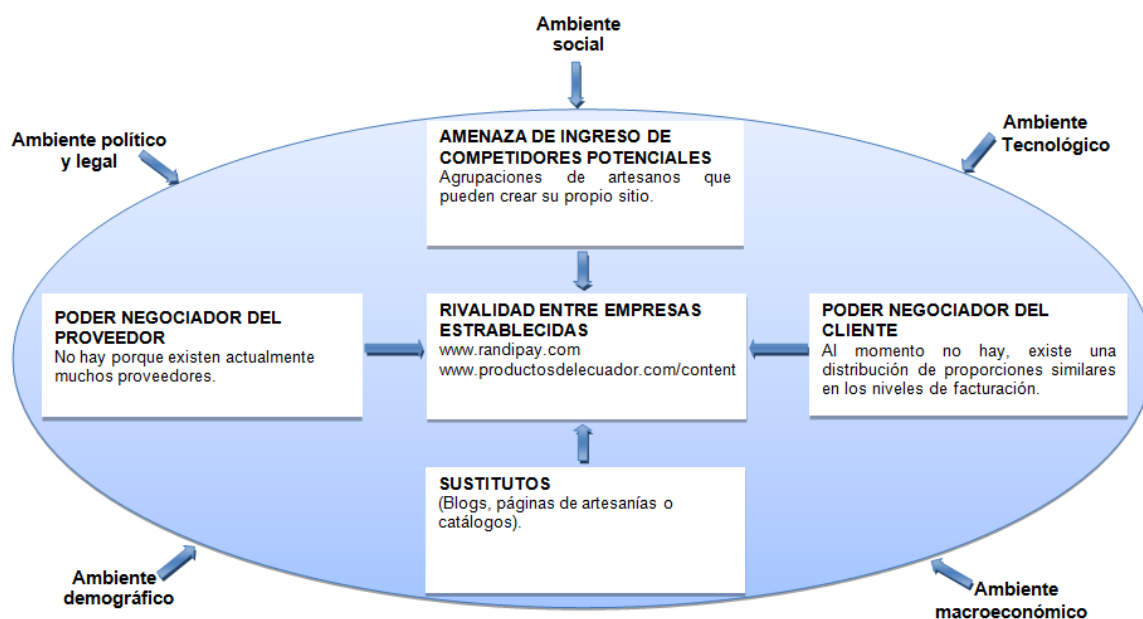 Ambiente
social
Ambiente político
y legal
Ambiente
Tecnológico
AMENAZA DE INGRESO DE
COMPETIDORES POTENCIALES
Agrupaciones de artesanos que
pueden crear su propio sitio.
PODER NEGOCIADOR DEL
PROVEEDOR
No hay porque existen actualmente
muchos proveedores.
RIVALIDAD ENTRE EMPRESAS
ESTRABLECIDAS
www.randipay.com
www.productosdelecuador.com/content
PODER NEGOCIADOR DEL
CLIENTE
Al momento no hay, existe una
distribución de proporciones similares
en los niveles de facturación.
SUSTITUTOS
(Blogs, páginas de artesanías o
catálogos).
Ambiente
demográfico
Ambiente
macroeconómico